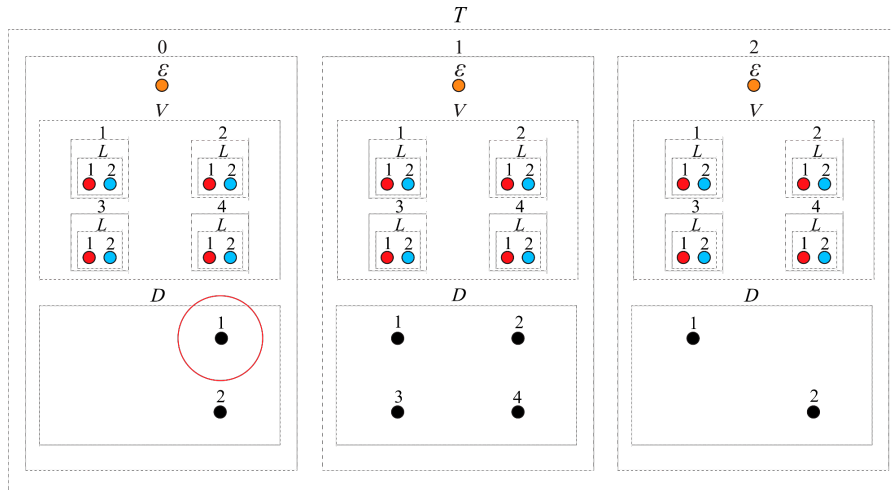 T
0 1 2
ε ε ε
V V V
1 2 1 2 1 2
L L L L L L
1 2 1 2 1 2 1 2 1 2 1 2
3 4 3 4 3 4
L L L L L L
1 2 1 2 1 2 1 2 1 2 1 2
D D D
1 1 2 1
2 3 4 2